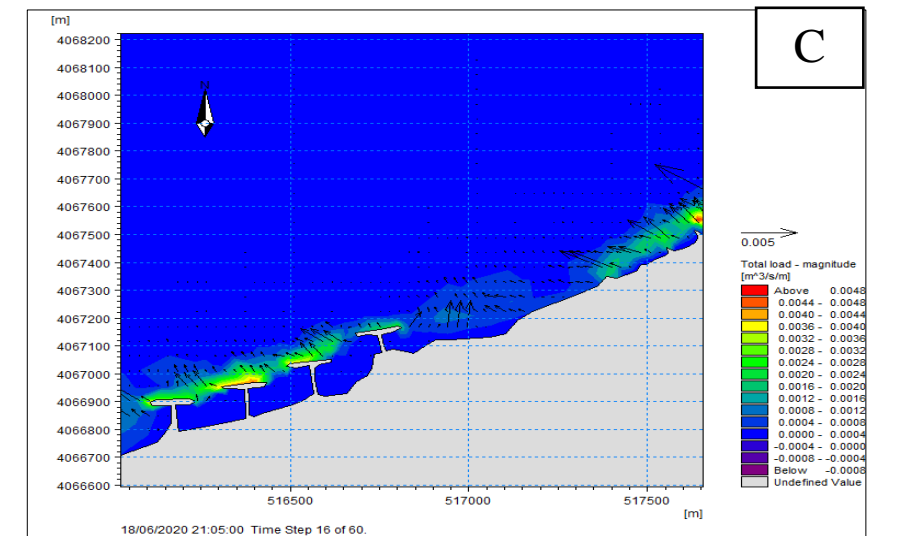 [m]
C
4068200
4068100
4068000
N
4067900
4067800
4067700
4067600
4067500
4067400
4067300
4067200
4067100
4067000
4066900
4066800
4066700
4066600
516500
517000
517500
[m]
18/06/2020 21:05:00 Time Step 16 of 60.
0.005
Total load - magnitude
[m^3/s/m]
Above 0.0048
0.0044 - 0.0048
0.0040 - 0.0044
0.0036 - 0.0040
0.0032 - 0.0036
0.0028 - 0.0032
0.0024 - 0.0028
0.0020 - 0.0024
0.0016 - 0.0020
0.0012 - 0.0016
0.0008 - 0.0012
0.0004 - 0.0008
0.0000 - 0.0004
-0.0004 - 0.0000
-0.0008 - -0.0004
Below -0.0008
Undefined Value